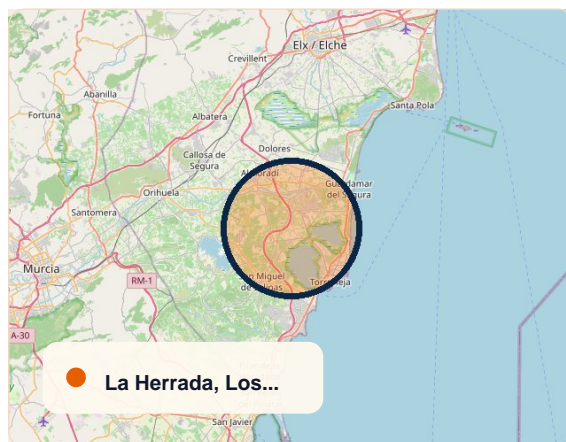 Elx / Elche
Crevillent
Abanilla
Fortuna
Albatera
Santa Pola
Dolores
Callosa de
Segura
Almoradí
Orihuela
Guardamar
del Segura
Santomera
Murcia
RM-1
San Miguel
de Salinas
Torrevieja
A-30
La Herrada, Los...
San Javier